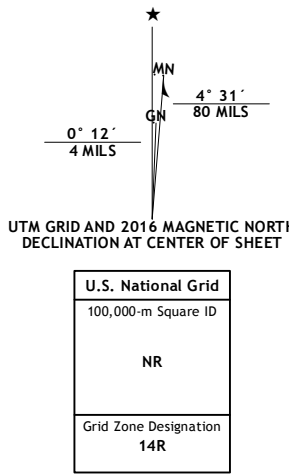 MN
GN
4° 31´
80 MILS
0° 12´
4 MILS
UTM GRID AND 2016 MAGNETIC NORTH
DECLINATION AT CENTER OF SHEET
U.S. National Grid
100,000-m Square ID
NR
Grid Zone Designation
14R